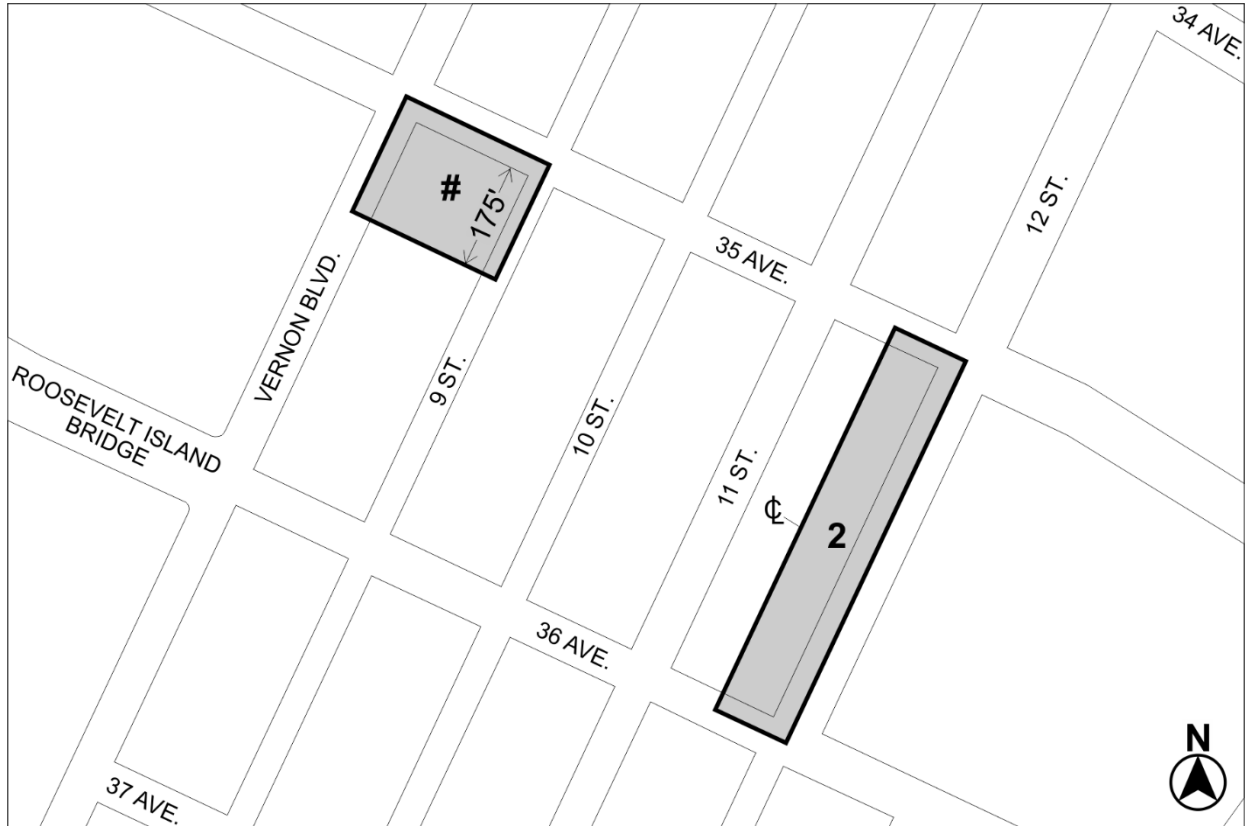 34 AVE.
#
175'
12 ST.
35 AVE.
VERNON BLVD.
9 ST.
ROOSEVELT ISLAND
BRIDGE
10 ST.
11 ST.
℄
2
36 AVE.
37 AVE.
N